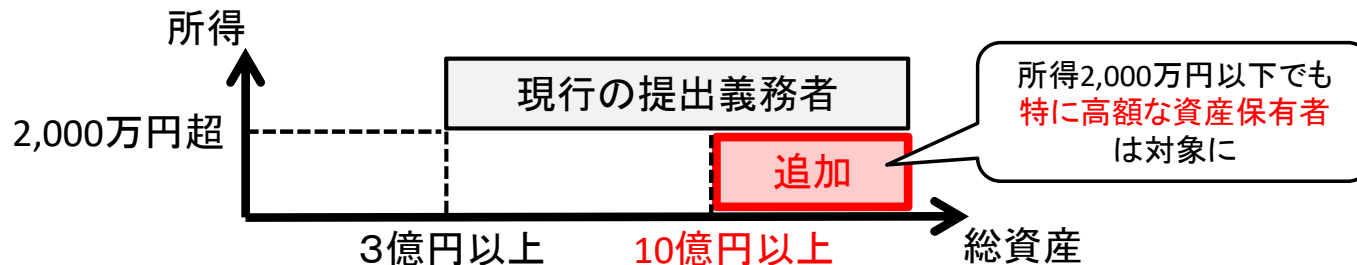 所得
現行の提出義務者
所得2,000万円以下でも
特に高額な資産保有者
は対象に
2,000万円超
追加
３億円以上
10億円以上
総資産